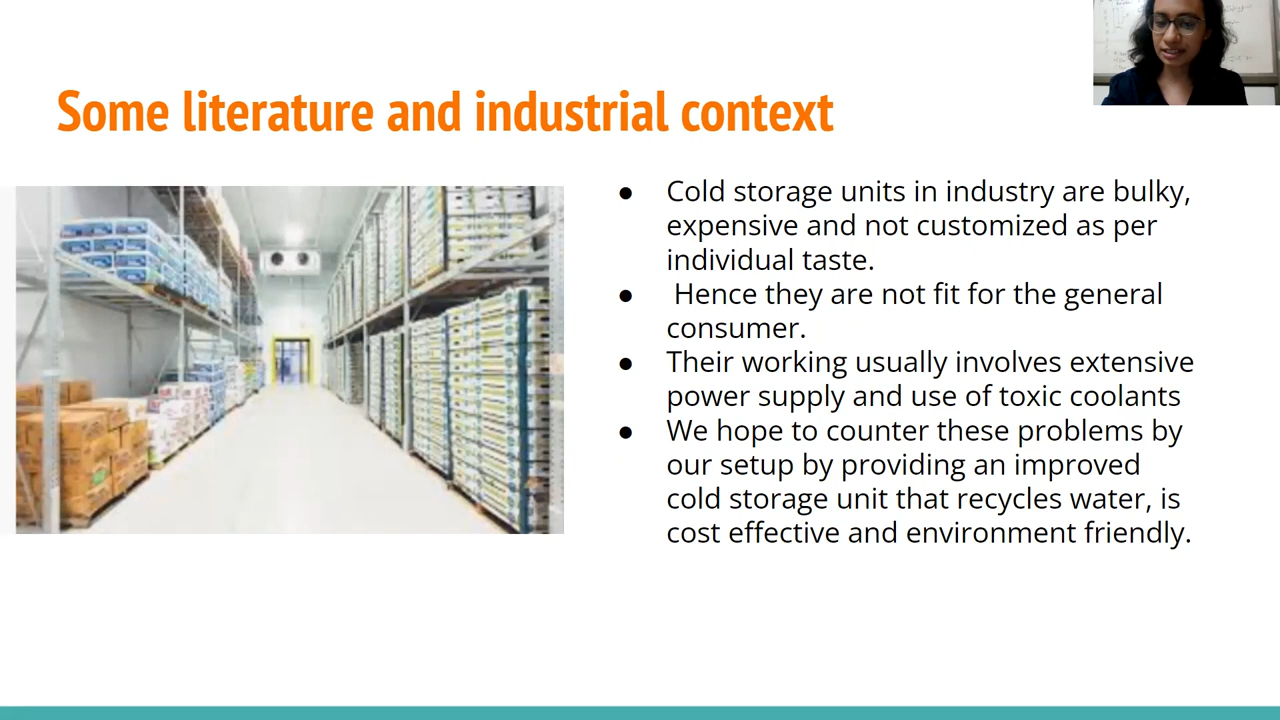 Some literature and industrial context
● Cold storage units in industry are bulky,
expensive and not customized as per
individual taste.
● Hence they are not fit for the general
consumer.
● Their working usually involves extensive
power supply and use of toxic coolants
● We hope to counter these problems by
our setup by providing an improved
cold storage unit that recycles water, is
cost effective and environment friendly.